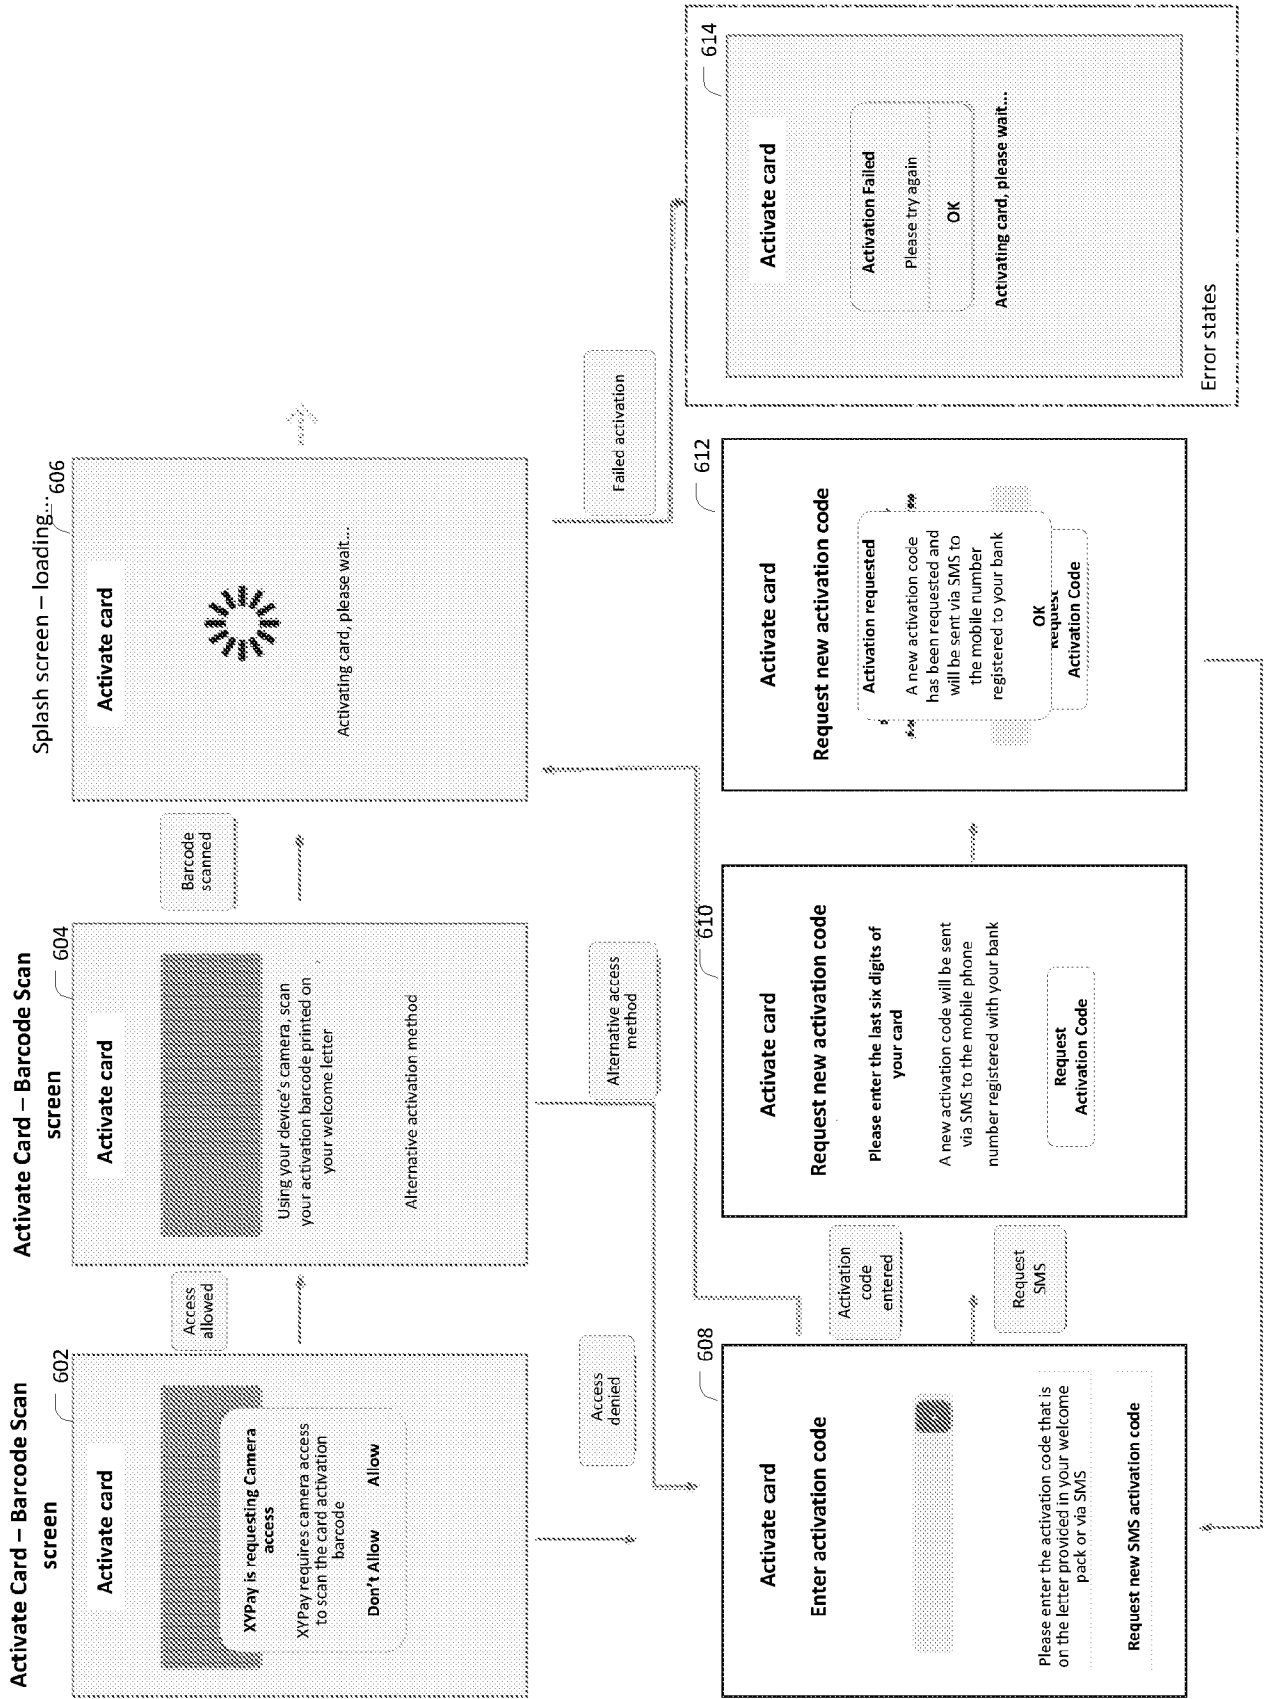 Activate Card – Barcode Scan
screen
602
Activate card
XYPay is requesting Camera
access
XYPay requires camera access
to scan the card activation
barcode
Don't Allow
Allow
Access
allowed
Activate Card – Barcode Scan
screen
604
Activate card
Using your device's camera, scan
your activation barcode printed on
your welcome letter
Alternative activation method
Barcode
scanned
Splash screen – loading...
606
Activate card
Activating card, please wait...
Access
denied
Alternative access
method
Failed activation
608
Activate card
Enter activation code
Please enter the activation code that is
on the letter provided in your welcome
pack or via SMS
Request new SMS activation code
Activation
code
entered
Request
SMS
610
Activate card
Request new activation code
Please enter the last six digits of
your card
A new activation code will be sent
via SMS to the mobile phone
number registered with your bank
Request
Activation Code
612
Activate card
Request new activation code
Activation requested
A new activation code
has been requested and
will be sent via SMS to
the mobile number
registered to your bank
OK
Request
Activation Code
614
Activate card
Activation Failed
Please try again
OK
Activating card, please wait...
Error states